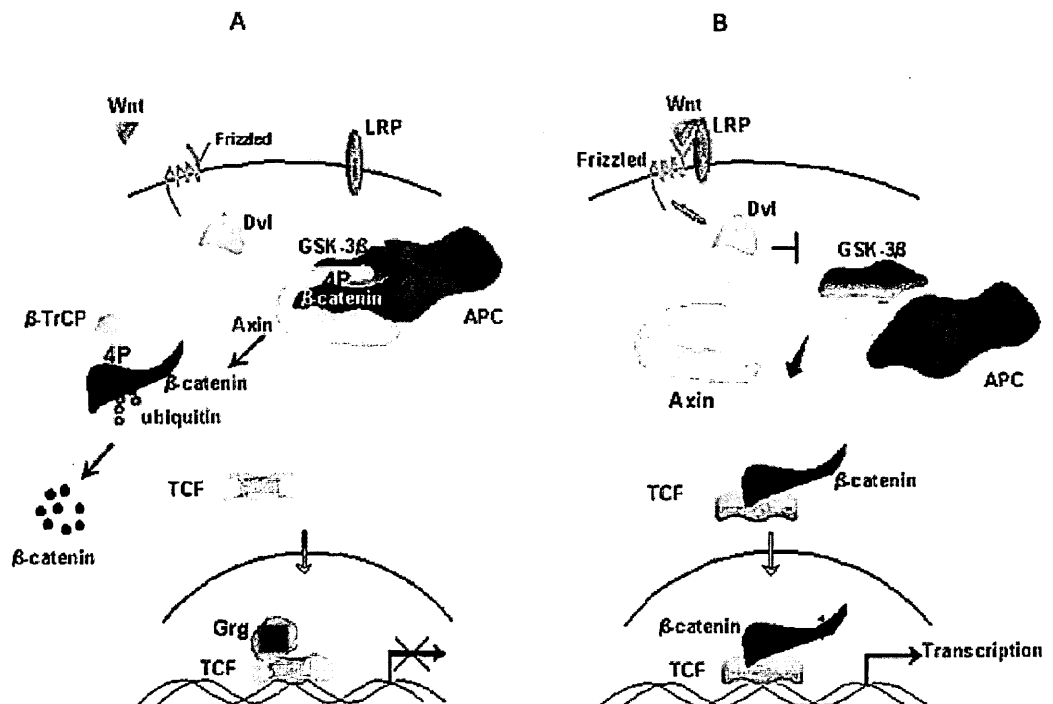 A
Wnt
Frizzled
LRP
Dvl
GSK-3β
4P
β-catenin
APC
Axin
β-TrCP
4P
β-catenin
ubiquitin
β-catenin
TCF
Grg
TCF
B
Wnt
LRP
Frizzled
Dvl
GSK-3β
APC
Axin
TCF
β-catenin
β-catenin
TCF
Transcription